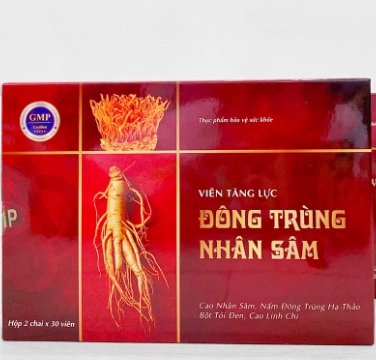 GMP
Thực phẩm bảo vệ sức khỏe
VIÊN TĂNG LỰC
ĐÔNG TRÙNG
NHÂN SÂM
Cao Nhân Sâm, Nấm Đông Trùng Hạ Thảo
Bột Tỏi Đen, Cao Linh Chi
Hộp 2 chai x 30 viên